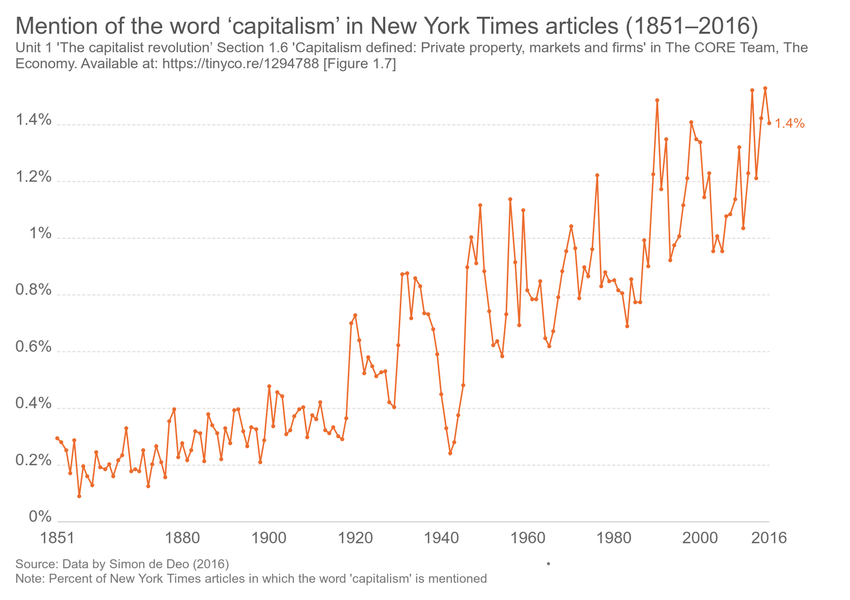 Mention of the word ‘capitalism’ in New York Times articles (1851–2016)
Unit 1 'The capitalist revolution' Section 1.6 'Capitalism defined: Private property, markets and firms' in The CORE Team, The
Economy. Available at: https://tinyco.re/1294788 [Figure 1.7]
1.4%
1.4%
1.2%
1%
0.8%
0.6%
0.4%
0.2%
0%
1851 1880 1900 1920 1940 1960 1980 2000 2016
Source: Data by Simon de Deo (2016)
Note: Percent of New York Times articles in which the word 'capitalism' is mentioned